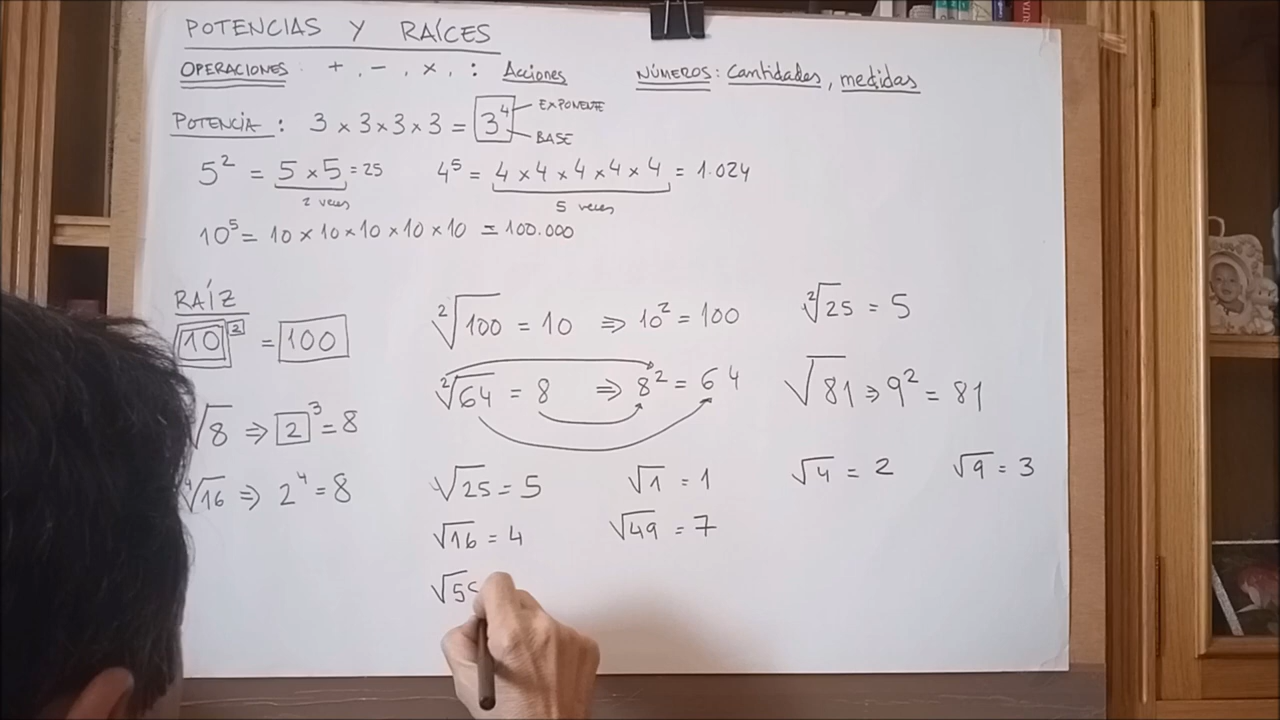 POTENCIAS Y RAÍCES
OPERACIONES: +, -, ×, : Acciones NÚMEROS: Cantidades, medidas
POTENCIA: 3 × 3 × 3 × 3 = 3⁴ EXPONENTE
BASE
5² = 5 × 5 = 25 4⁵ = 4 × 4 × 4 × 4 × 4 = 1.024
2 veces 5 veces
10⁵ = 10 × 10 × 10 × 10 × 10 = 100.000
RAÍZ
10² = 100 ²√100 = 10 ⇒ 10² = 100 ²√25 = 5
√8 ⇒ 2³ = 8 ²√64 = 8 ⇒ 8² = 64 √81 ⇒ 9² = 81
⁴√16 ⇒ 2⁴ = 8 √25 = 5 √1 = 1 √4 = 2 √9 = 3
√16 = 4 √49 = 7
√5